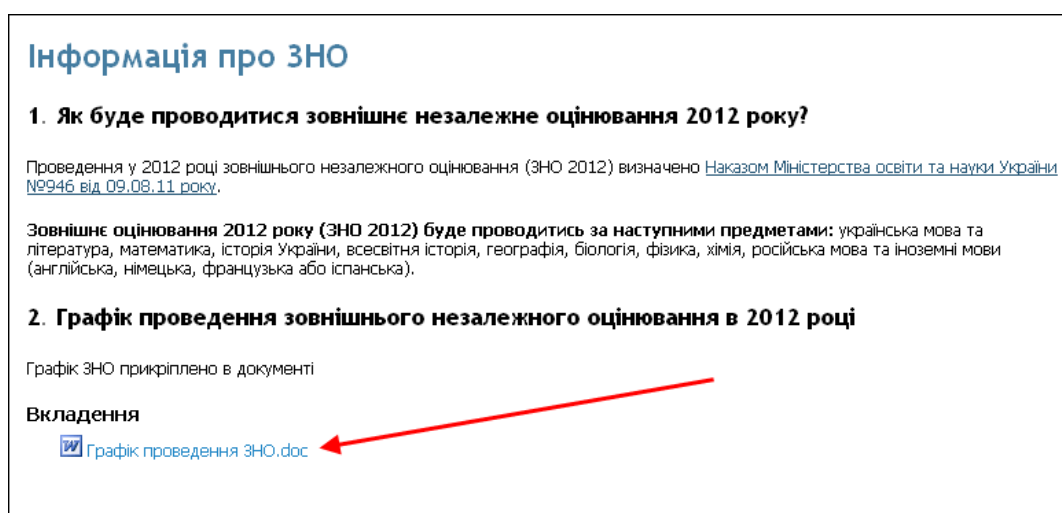 Інформація про ЗНО
1. Як буде проводитися зовнішнє незалежне оцінювання 2012 року?
Проведення у 2012 році зовнішнього незалежного оцінювання (ЗНО 2012) визначено Наказом Міністерства освіти та науки України
№946 від 09.08.11 року.
Зовнішнє оцінювання 2012 року (ЗНО 2012) буде проводитись за наступними предметами: українська мова та
література, математика, історія України, всесвітня історія, географія, біологія, фізика, хімія, російська мова та іноземні мови
(англійська, німецька, французька або іспанська).
2. Графік проведення зовнішнього незалежного оцінювання в 2012 році
Графік ЗНО прикріплено в документі
Вкладення
Графік проведення ЗНО.doc